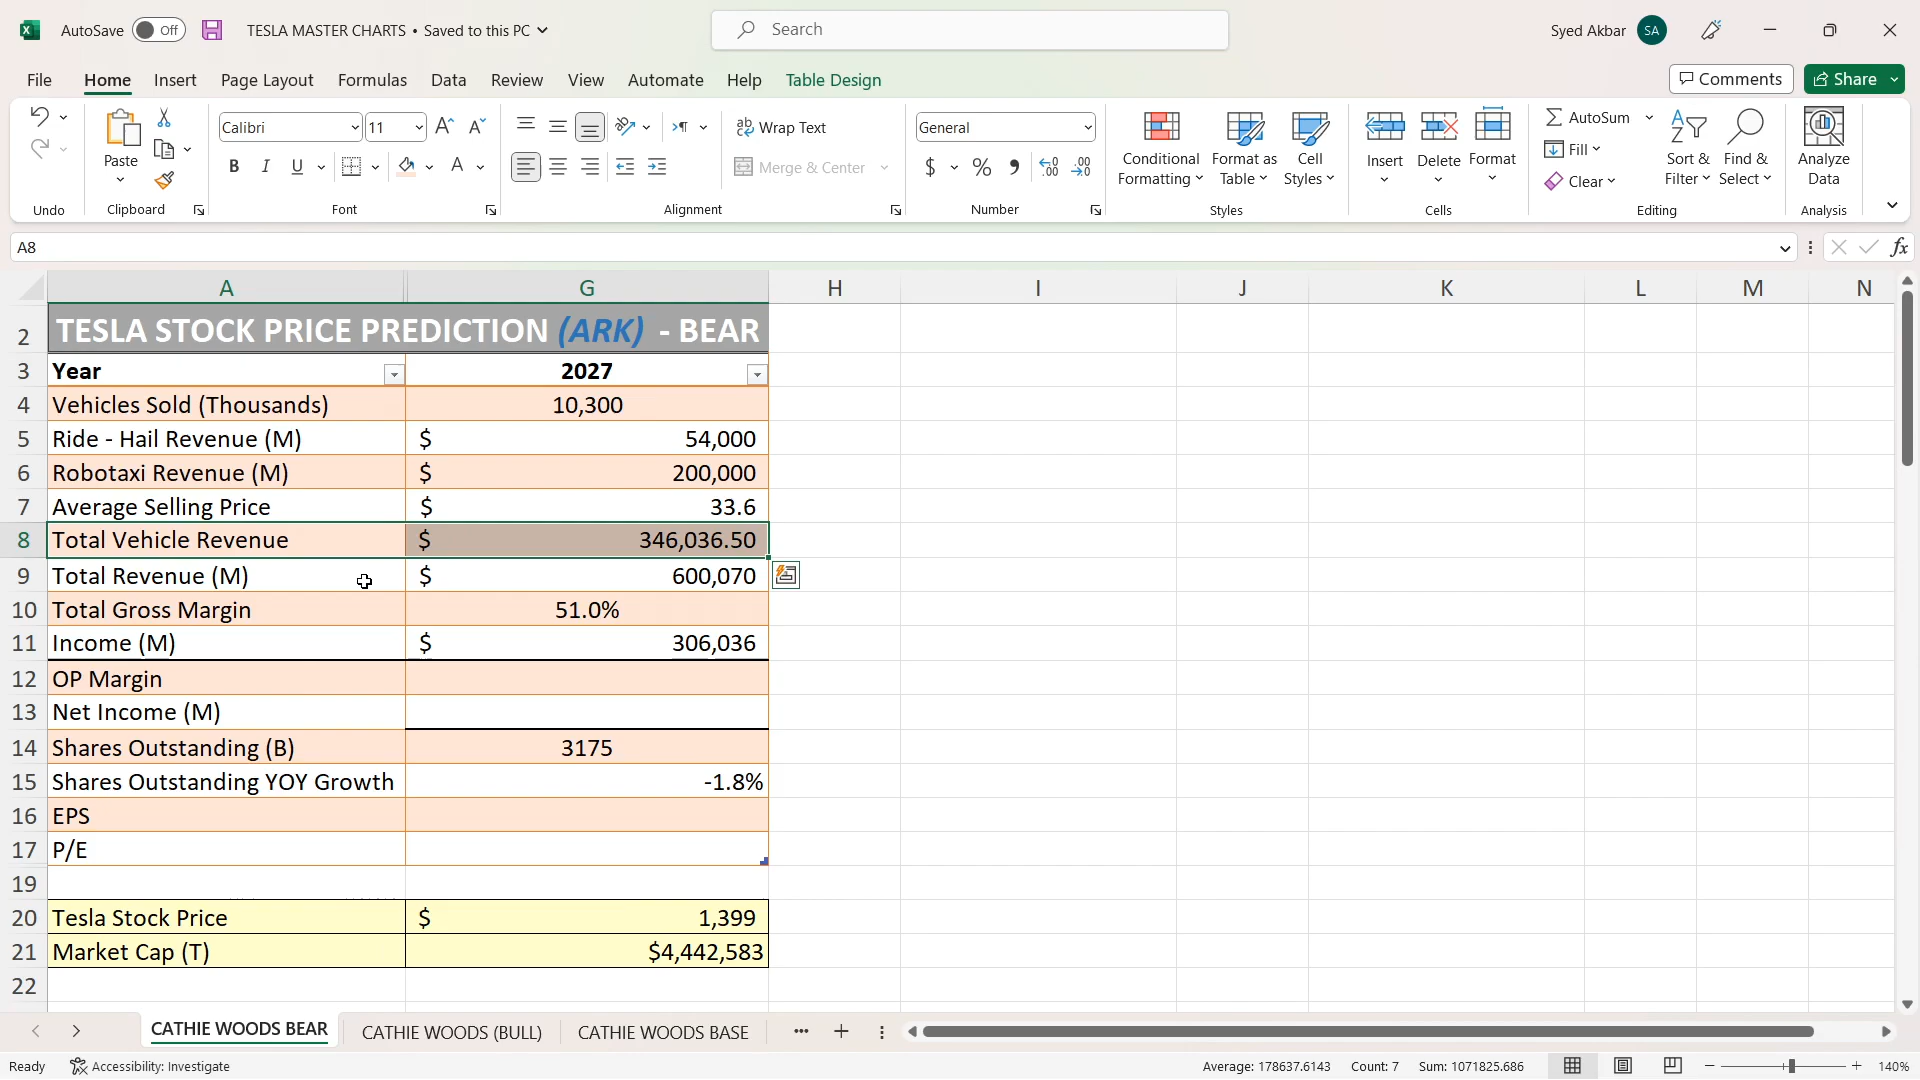 AutoSave Off TESLA MASTER CHARTS • Saved to this PC Search Syed Akbar SA
File Home Insert Page Layout Formulas Data Review View Automate Help Table Design Comments Share
Calibri 11 Wrap Text General AutoSum
Paste B I U A Merge & Center $ % Conditional Formatting Format as Table Cell Styles Insert Delete Format Fill Clear Sort & Filter Find & Select Analyze Data
Undo Clipboard Font Alignment Number Styles Cells Editing Analysis
A8 fx
A G H I J K L M N
2 TESLA STOCK PRICE PREDICTION (ARK) - BEAR
3 Year 2027
4 Vehicles Sold (Thousands) 10,300
5 Ride - Hail Revenue (M) $ 54,000
6 Robotaxi Revenue (M) $ 200,000
7 Average Selling Price $ 33.6
8 Total Vehicle Revenue $ 346,036.50
9 Total Revenue (M) $ 600,070
10 Total Gross Margin 51.0%
11 Income (M) $ 306,036
12 OP Margin
13 Net Income (M)
14 Shares Outstanding (B) 3175
15 Shares Outstanding YOY Growth -1.8%
16 EPS
17 P/E
19
20 Tesla Stock Price $ 1,399
21 Market Cap (T) $4,442,583
22
CATHIE WOODS BEAR CATHIE WOODS (BULL) CATHIE WOODS BASE
Ready Accessibility: Investigate Average: 178637.6143 Count: 7 Sum: 1071825.686 140%